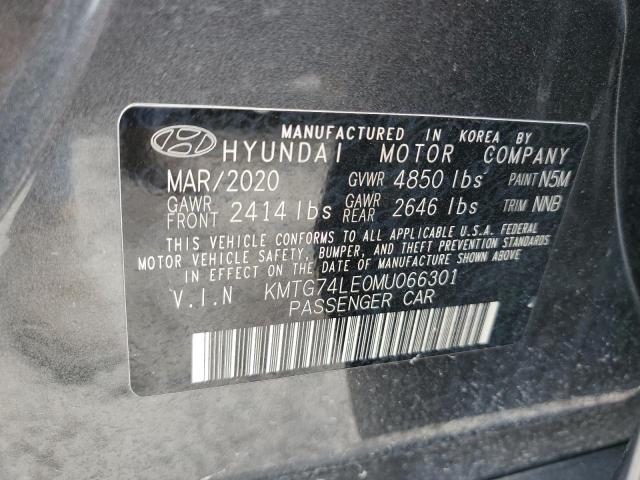 MANUFACTURED IN KOREA BY
HYUNDAI MOTOR COMPANY
MAR/2020 GVWR 4850 lbs PAINT N5M
GAWR FRONT 2414 lbs GAWR REAR 2646 lbs TRIM NNB
THIS VEHICLE CONFORMS TO ALL APPLICABLE U.S.A. FEDERAL
MOTOR VEHICLE SAFETY, BUMPER, AND THEFT PREVENTION STANDARDS
IN EFFECT ON THE DATE OF MANUFACTURE SHOWN ABOVE
V.I.N KMTG74LE0MU066301
PASSENGER CAR